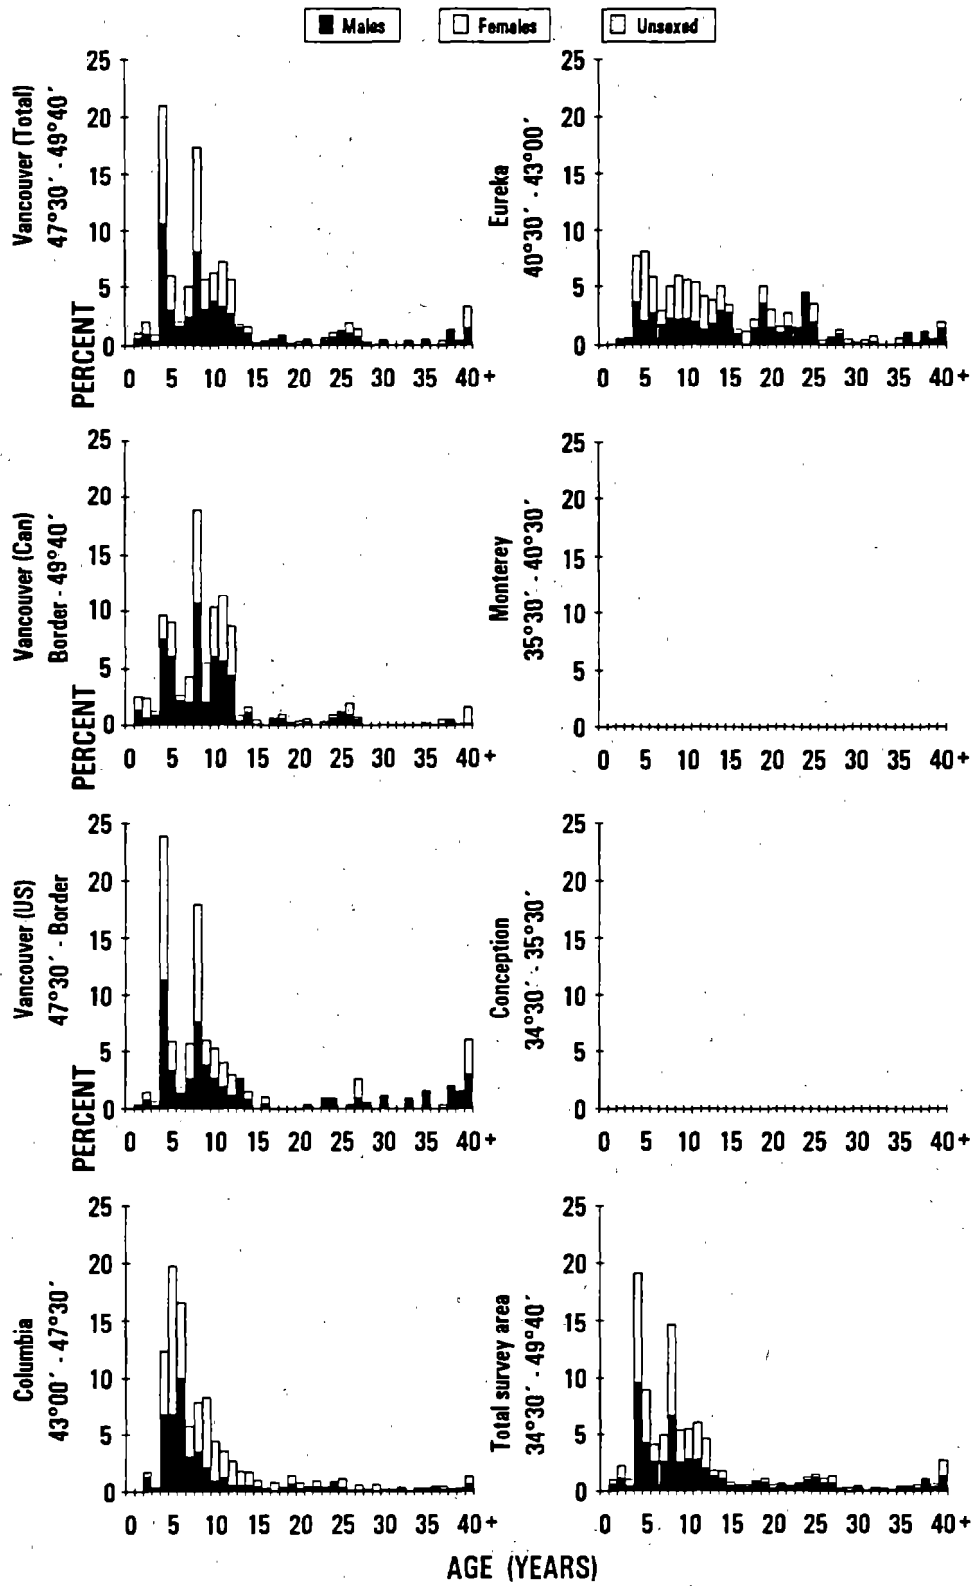 Males Females Unsexed
Vancouver (Total)
47°30′ - 49°40′
PERCENT
25
20
15
10
5
0
0 5 10 15 20 25 30 35 40+
Eureka
40°30′ - 43°00′
25
20
15
10
5
0
0 5 10 15 20 25 30 35 40+
Vancouver (Can)
Border - 49°40′
PERCENT
25
20
15
10
5
0
0 5 10 15 20 25 30 35 40+
Monterey
35°30′ - 40°30′
25
20
15
10
5
0
0 5 10 15 20 25 30 35 40+
Vancouver (US)
47°30′ - Border
PERCENT
25
20
15
10
5
0
0 5 10 15 20 25 30 35 40+
Conception
34°30′ - 35°30′
25
20
15
10
5
0
0 5 10 15 20 25 30 35 40+
Columbia
43°00′ - 47°30′
25
20
15
10
5
0
0 5 10 15 20 25 30 35 40+
Total survey area
34°30′ - 49°40′
25
20
15
10
5
0
0 5 10 15 20 25 30 35 40+
AGE (YEARS)